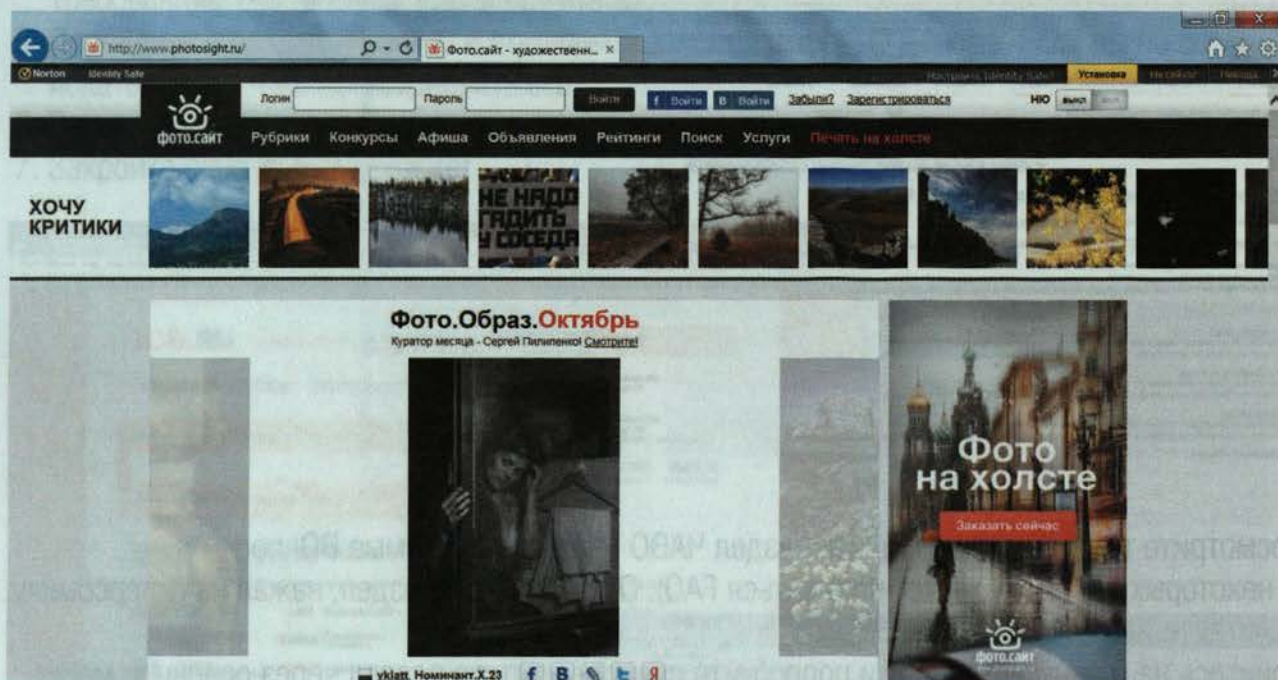 http://www.photosight.ru/
Фото.сайт - художественн...
Norton Identity Safe
Установка
Логин Пароль Войти Войти Войти Забыли? Зарегистрироваться НЮ выкл
фото.сайт
Рубрики Конкурсы Афиша Объявления Рейтинги Поиск Услуги Печать на холсте
ХОЧУ
КРИТИКИ
НЕ НАДО
ГАДИТЬ
У СОСЕДА
Фото.Образ.Октябрь
Куратор месяца - Сергей Пилипенко! Смотрите!
Фото
на холсте
Заказать сейчас
фото.сайт
vklatt, Номинант.X.23